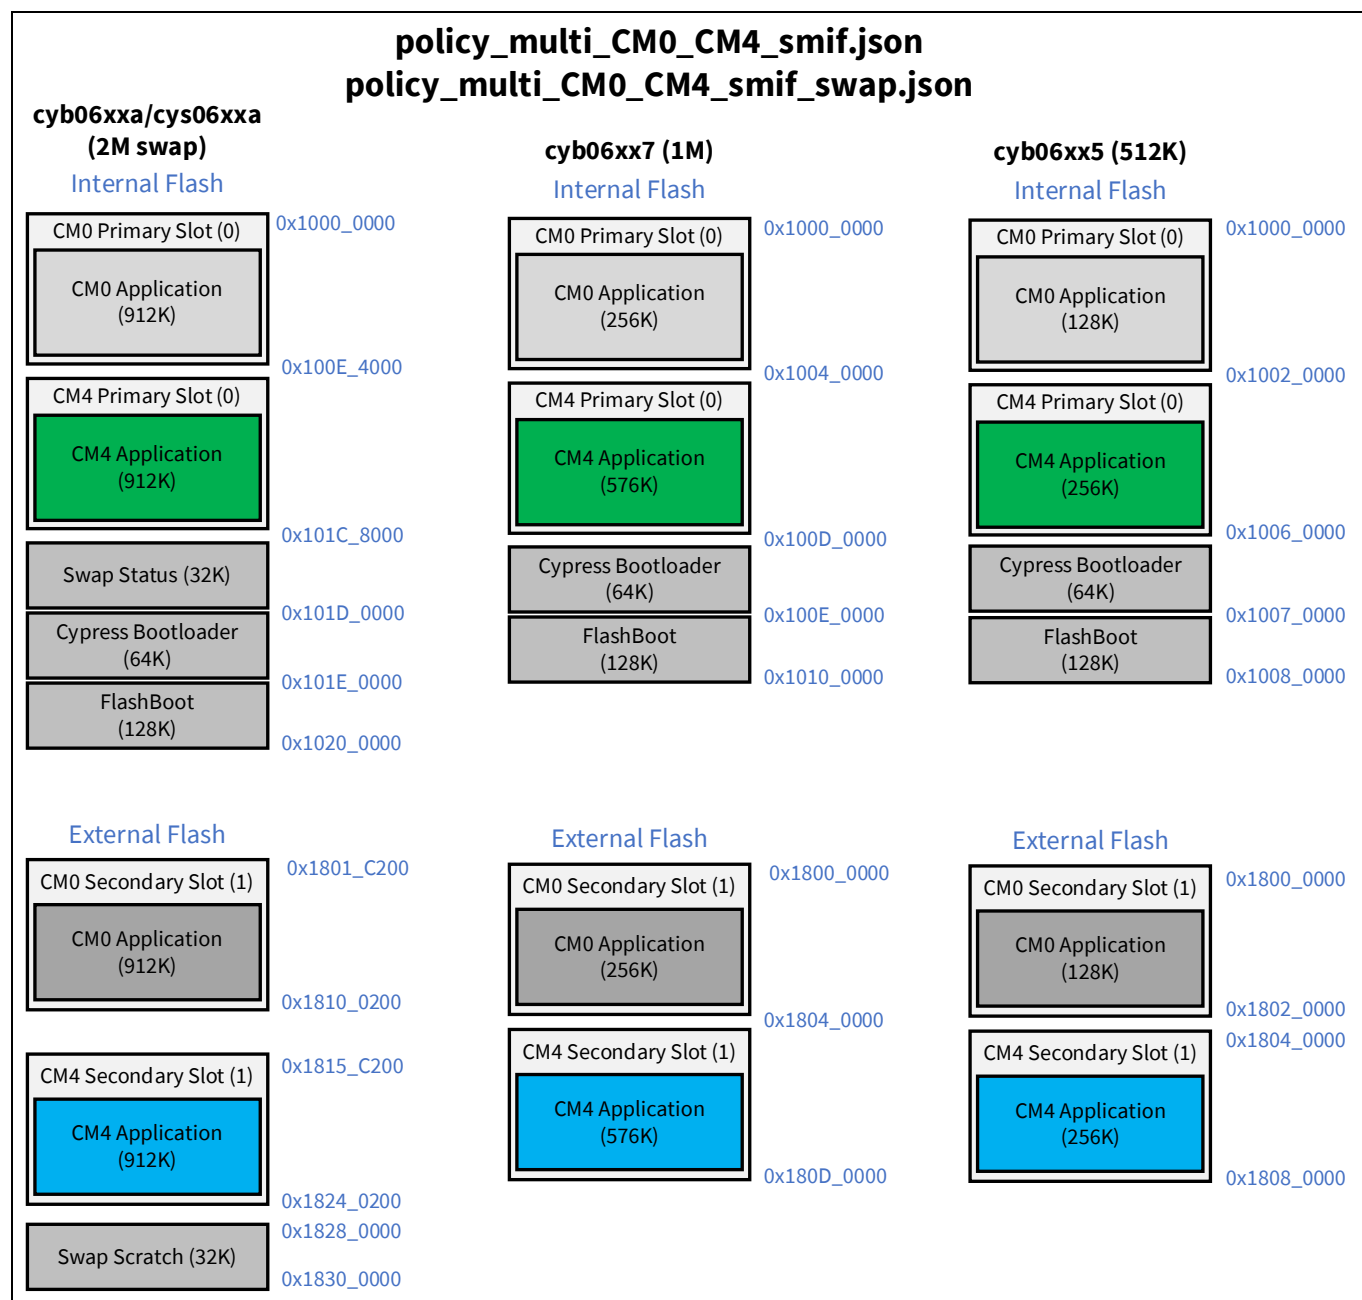 policy_multi_CM0_CM4_smif.json
policy_multi_CM0_CM4_smif_swap.json
cyb06xxa/cys06xxa
(2M swap)
Internal Flash
CM0 Primary Slot (0)
0x1000_0000
CM0 Application
(912K)
0x100E_4000
CM4 Primary Slot (0)
CM4 Application
(912K)
0x101C_8000
Swap Status (32K)
0x101D_0000
Cypress Bootloader
(64K)
0x101E_0000
FlashBoot
(128K)
0x1020_0000
External Flash
0x1801_C200
CM0 Secondary Slot (1)
CM0 Application
(912K)
0x1810_0200
CM4 Secondary Slot (1)
0x1815_C200
CM4 Application
(912K)
0x1824_0200
0x1828_0000
Swap Scratch (32K)
0x1830_0000
cyb06xx7 (1M)
Internal Flash
CM0 Primary Slot (0)
0x1000_0000
CM0 Application
(256K)
0x1004_0000
CM4 Primary Slot (0)
CM4 Application
(576K)
0x100D_0000
Cypress Bootloader
(64K)
0x100E_0000
FlashBoot
(128K)
0x1010_0000
External Flash
0x1800_0000
CM0 Secondary Slot (1)
CM0 Application
(256K)
0x1804_0000
CM4 Secondary Slot (1)
CM4 Application
(576K)
0x180D_0000
cyb06xx5 (512K)
Internal Flash
CM0 Primary Slot (0)
0x1000_0000
CM0 Application
(128K)
0x1002_0000
CM4 Primary Slot (0)
CM4 Application
(256K)
0x1006_0000
Cypress Bootloader
(64K)
0x1007_0000
FlashBoot
(128K)
0x1008_0000
External Flash
0x1800_0000
CM0 Secondary Slot (1)
CM0 Application
(128K)
0x1802_0000
0x1804_0000
CM4 Secondary Slot (1)
CM4 Application
(256K)
0x1808_0000